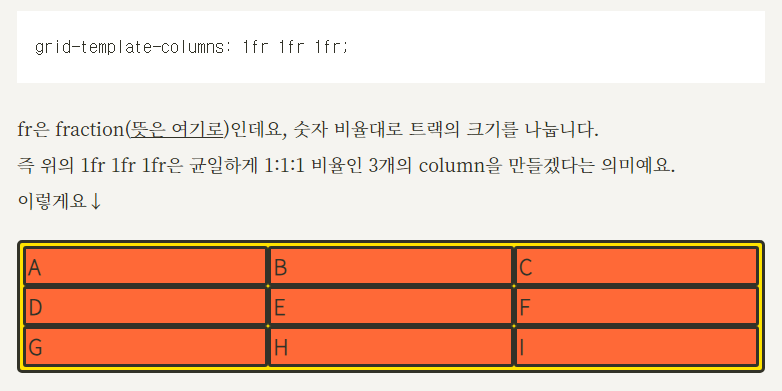 grid-template-columns: 1fr 1fr 1fr;
fr은 fraction(뜻은 여기로)인데요, 숫자 비율대로 트랙의 크기를 나눕니다.
즉 위의 1fr 1fr 1fr은 균일하게 1:1:1 비율인 3개의 column을 만들겠다는 의미예요.
이렇게요↓
A B C
D E F
G H I